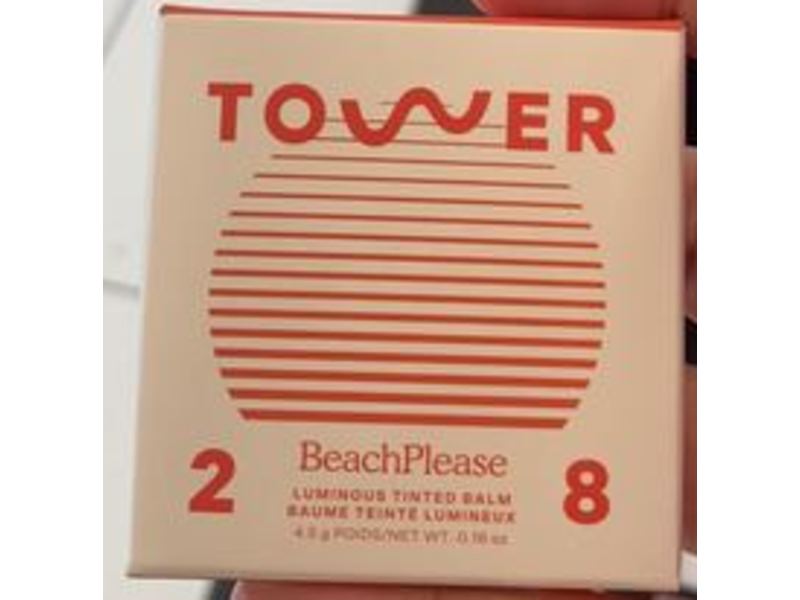 TOWER
2 8
BeachPlease
LUMINOUS TINTED BALM
BAUME TEINTÉ LUMINEUX
4.5 g POIDS/NET WT. 0.16 oz